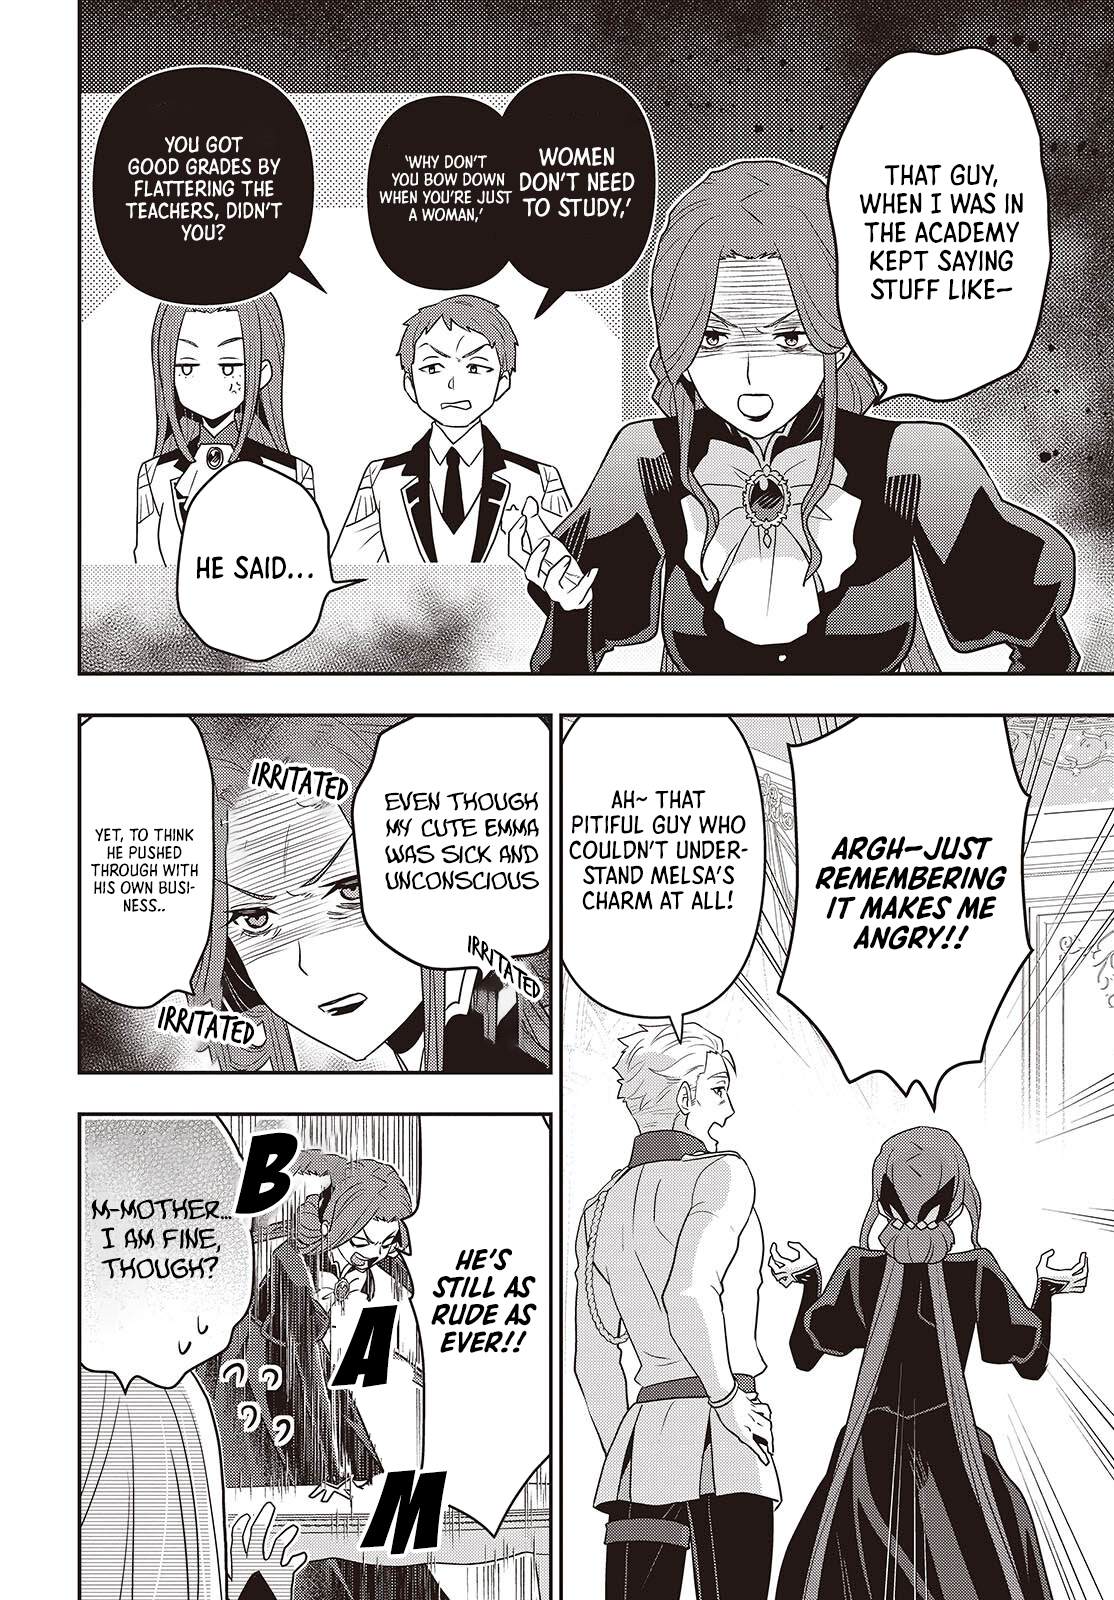 THAT GUY,
WHEN I WAS IN
THE ACADEMY
KEPT SAYING
STUFF LIKE~
WOMEN
DON'T NEED
TO STUDY,'
'WHY DON'T
YOU BOW DOWN
WHEN YOU'RE JUST
A WOMAN,'
YOU GOT
GOOD GRADES BY
FLATTERING THE
TEACHERS, DIDN'T
YOU?
HE SAID...
ARGH-JUST
REMEMBERING
IT MAKES ME
ANGRY!!
AH~ THAT
PITIFUL GUY WHO
COULDN'T UNDER-
STAND MELSA'S
CHARM AT ALL!
EVEN THOUGH
MY CUTE EMMA
WAS SICK AND
UNCONSCIOUS
IRRITATED
IRRITATED
YET, TO THINK
HE PUSHED
THROUGH WITH
HIS OWN BUSI-
NESS..
IRRITATED
HE'S
STILL AS
RUDE AS
EVER!!
BAM
M-MOTHER...
I AM FINE,
THOUGH?